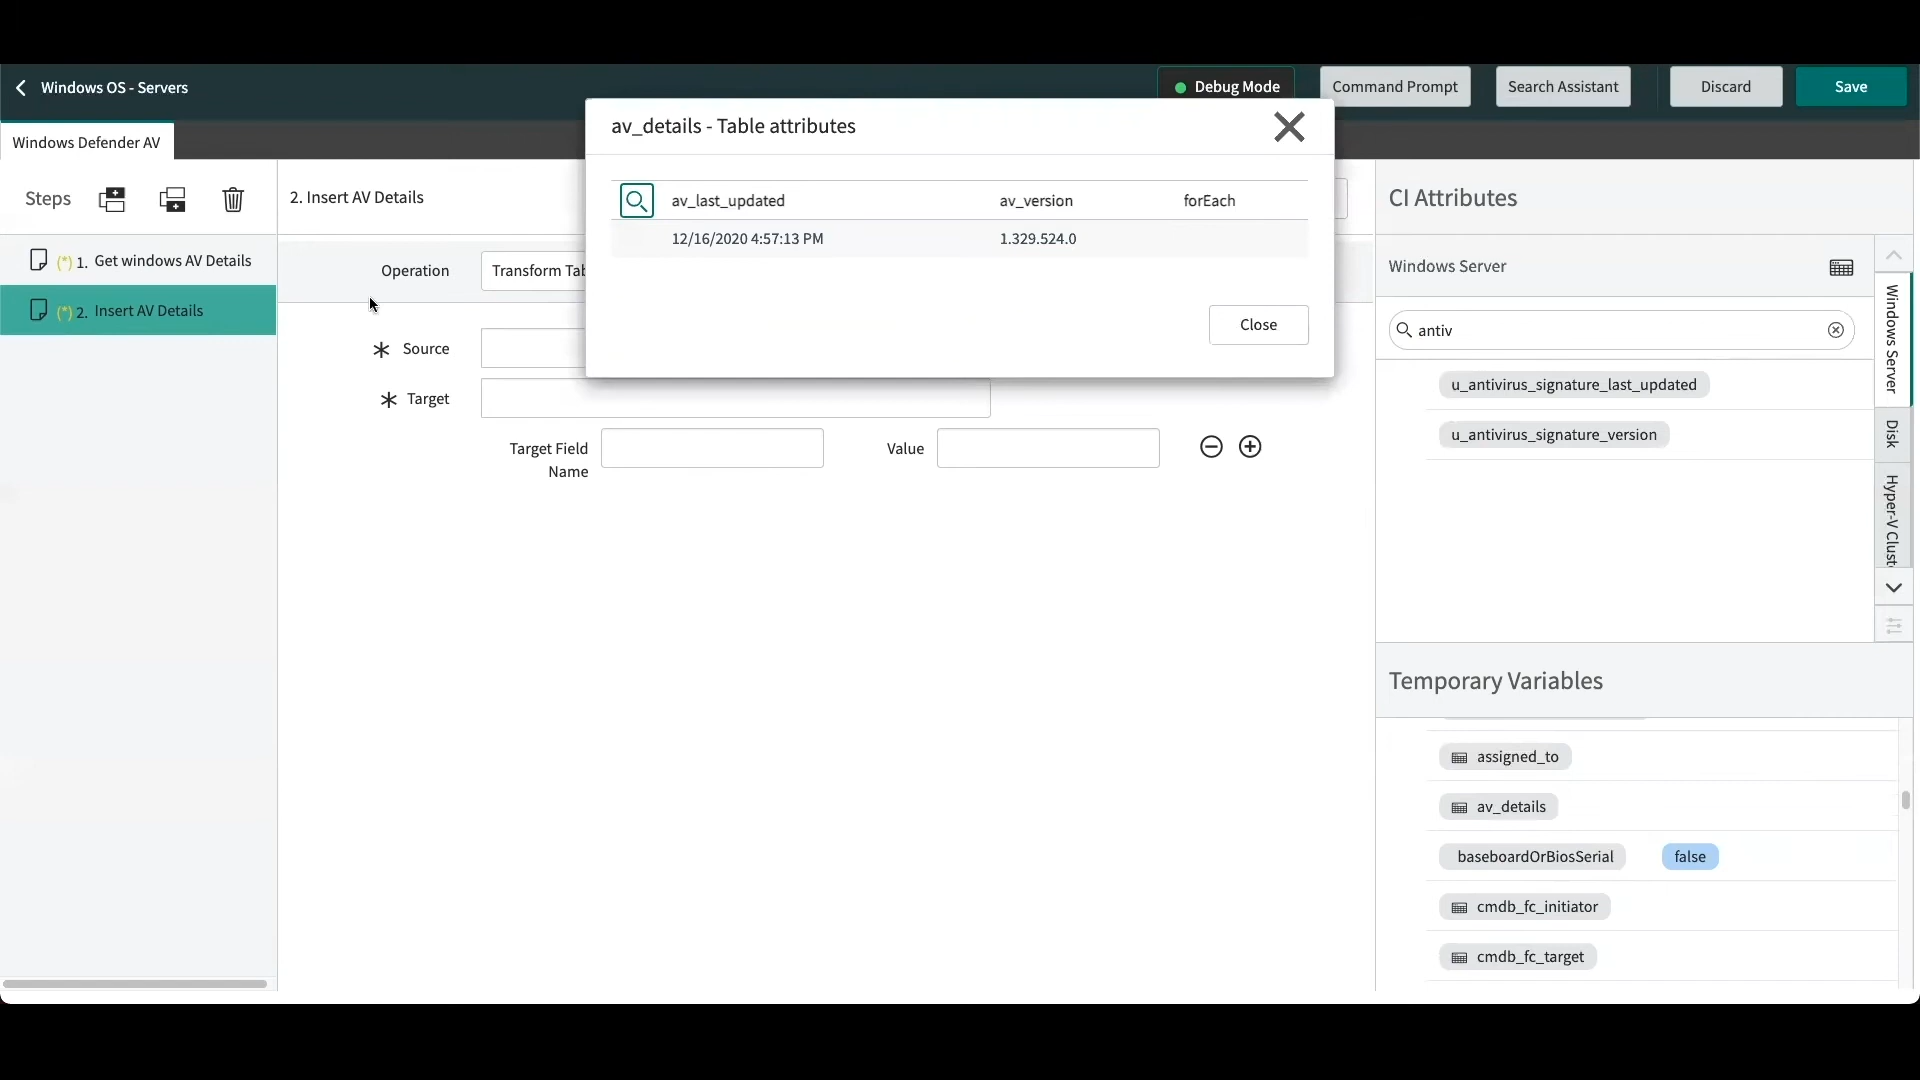 Windows OS - Servers
Debug Mode
Command Prompt
Search Assistant
Discard
Save
Windows Defender AV
av_details - Table attributes
av_last_updated av_version forEach
12/16/2020 4:57:13 PM 1.329.524.0
Close
Steps
(*) 1. Get windows AV Details
(*) 2. Insert AV Details
2. Insert AV Details
Operation Transform Tab
* Source
* Target
Target Field
Name
Value
CI Attributes
Windows Server
antiv
u_antivirus_signature_last_updated
u_antivirus_signature_version
Windows Server
Disk
Hyper-V Clust
Temporary Variables
assigned_to
av_details
baseboardOrBiosSerial false
cmdb_fc_initiator
cmdb_fc_target